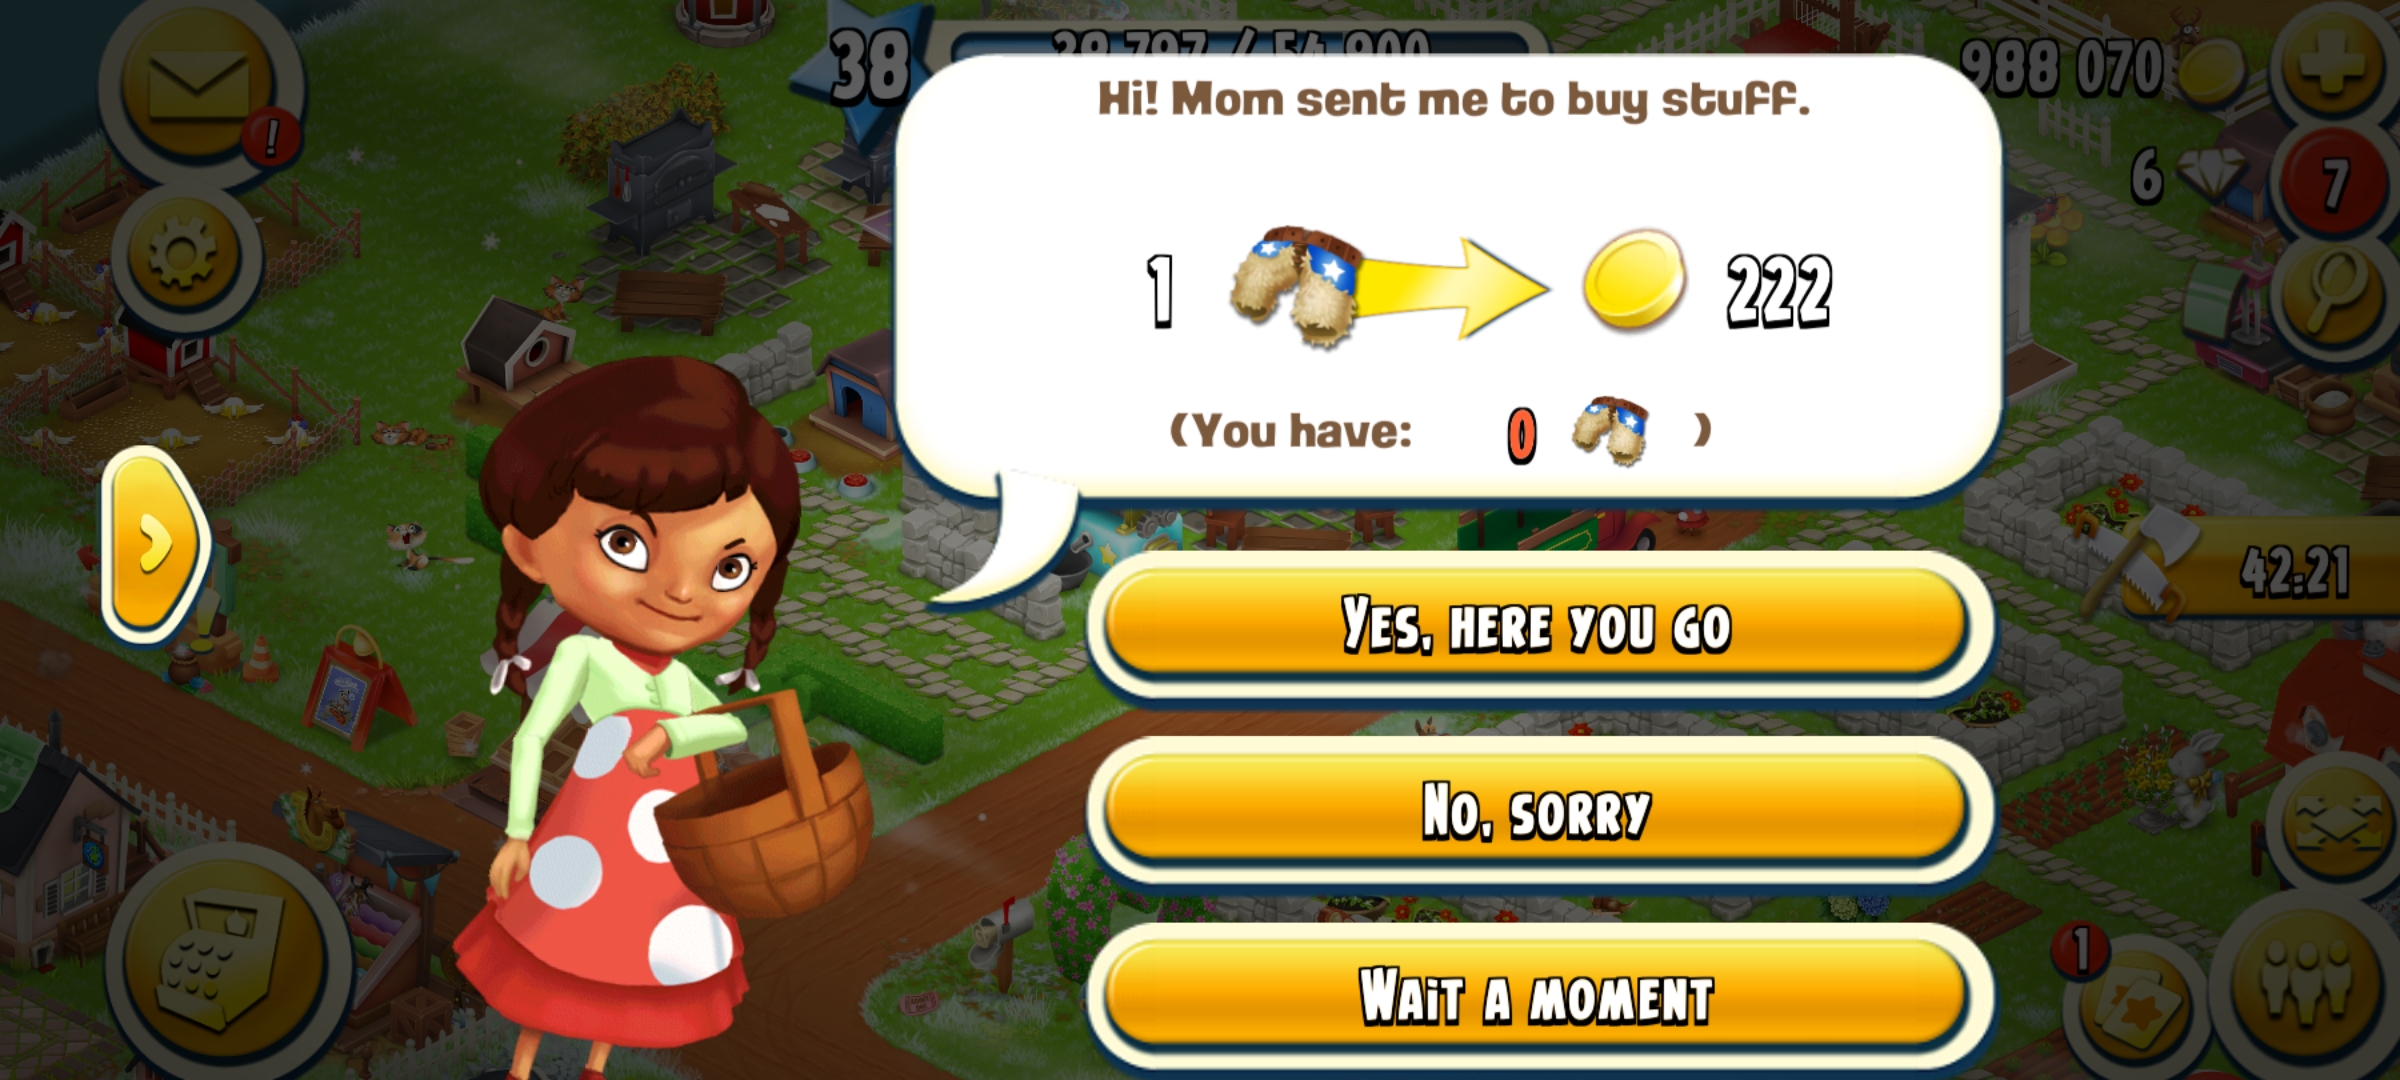 38
988 070
!
Hi! Mom sent me to buy stuff.
6
7
1
222
(You have: 0 )
42:21
Yes, here you go
No, sorry
Wait a moment
1